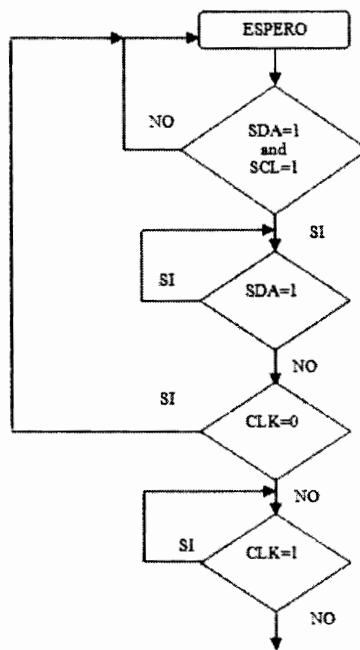 ESPERO
NO
SDA=1
and
SCL=1
SI
SI
SDA=1
NO
SI
CLK=0
NO
SI
CLK=1
NO